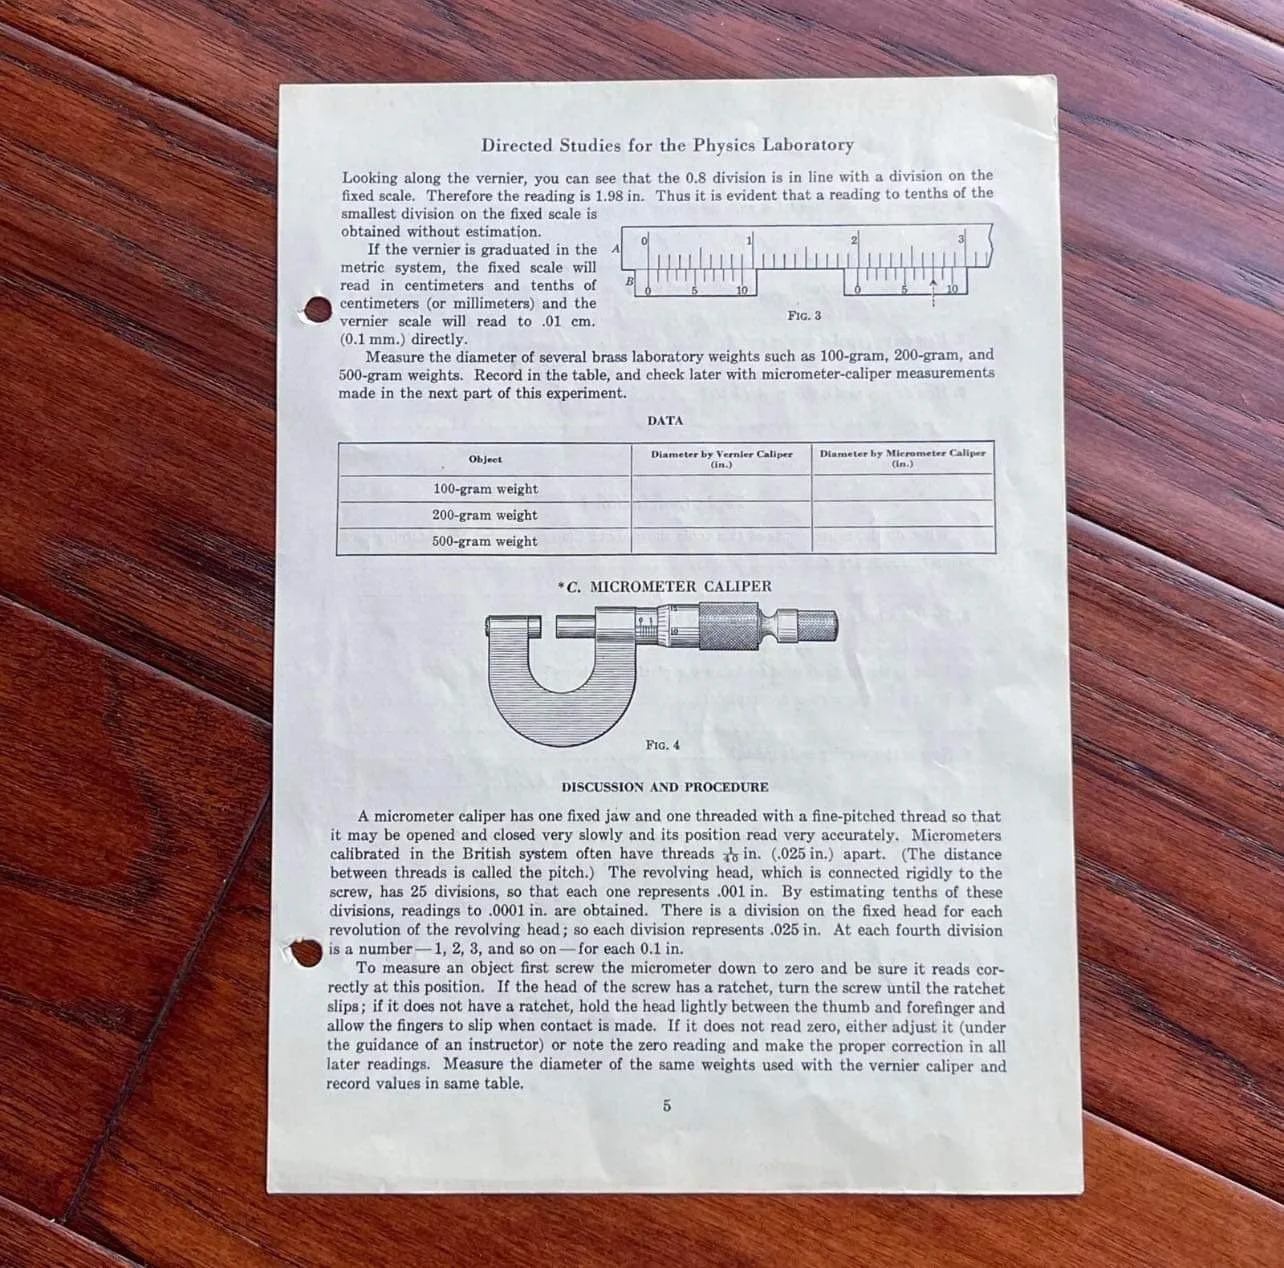 Directed Studies for the Physics Laboratory
Looking along the vernier, you can see that the 0.8 division is in line with a division on the
fixed scale. Therefore the reading is 1.98 in. Thus it is evident that a reading to tenths of the
smallest division on the fixed scale is
obtained without estimation.
If the vernier is graduated in the
metric system, the fixed scale will
read in centimeters and tenths of
centimeters (or millimeters) and the
vernier scale will read to .01 cm.
(0.1 mm.) directly.
A 0 1 2 3
B 0 5 10 0 5 10
FIG. 3
Measure the diameter of several brass laboratory weights such as 100-gram, 200-gram, and
500-gram weights. Record in the table, and check later with micrometer-caliper measurements
made in the next part of this experiment.
DATA
Object Diameter by Vernier Caliper (in.) Diameter by Micrometer Caliper (in.)
100-gram weight
200-gram weight
500-gram weight
*C. MICROMETER CALIPER
0 1 15
10
FIG. 4
DISCUSSION AND PROCEDURE
A micrometer caliper has one fixed jaw and one threaded with a fine-pitched thread so that
it may be opened and closed very slowly and its position read very accurately. Micrometers
calibrated in the British system often have threads 1/40 in. (.025 in.) apart. (The distance
between threads is called the pitch.) The revolving head, which is connected rigidly to the
screw, has 25 divisions, so that each one represents .001 in. By estimating tenths of these
divisions, readings to .0001 in. are obtained. There is a division on the fixed head for each
revolution of the revolving head; so each division represents .025 in. At each fourth division
is a number—1, 2, 3, and so on—for each 0.1 in.
To measure an object first screw the micrometer down to zero and be sure it reads cor-
rectly at this position. If the head of the screw has a ratchet, turn the screw until the ratchet
slips; if it does not have a ratchet, hold the head lightly between the thumb and forefinger and
allow the fingers to slip when contact is made. If it does not read zero, either adjust it (under
the guidance of an instructor) or note the zero reading and make the proper correction in all
later readings. Measure the diameter of the same weights used with the vernier caliper and
record values in same table.
5